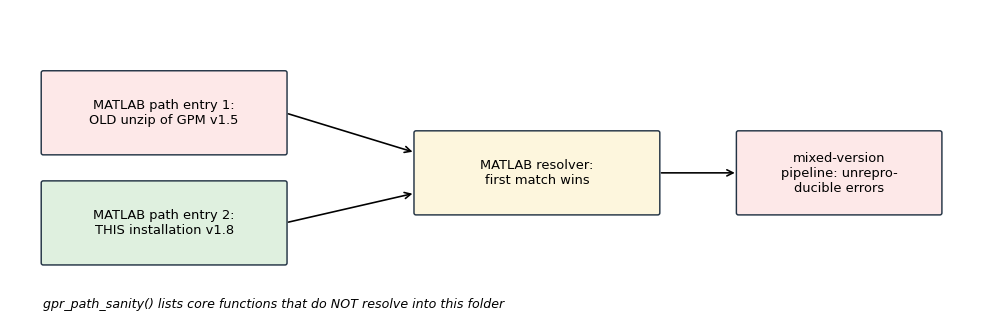 MATLAB path entry 1:
OLD unzip of GPM v1.5
MATLAB path entry 2:
THIS installation v1.8
MATLAB resolver:
first match wins
mixed-version
pipeline: unrepro-
ducible errors
gpr_path_sanity() lists core functions that do NOT resolve into this folder